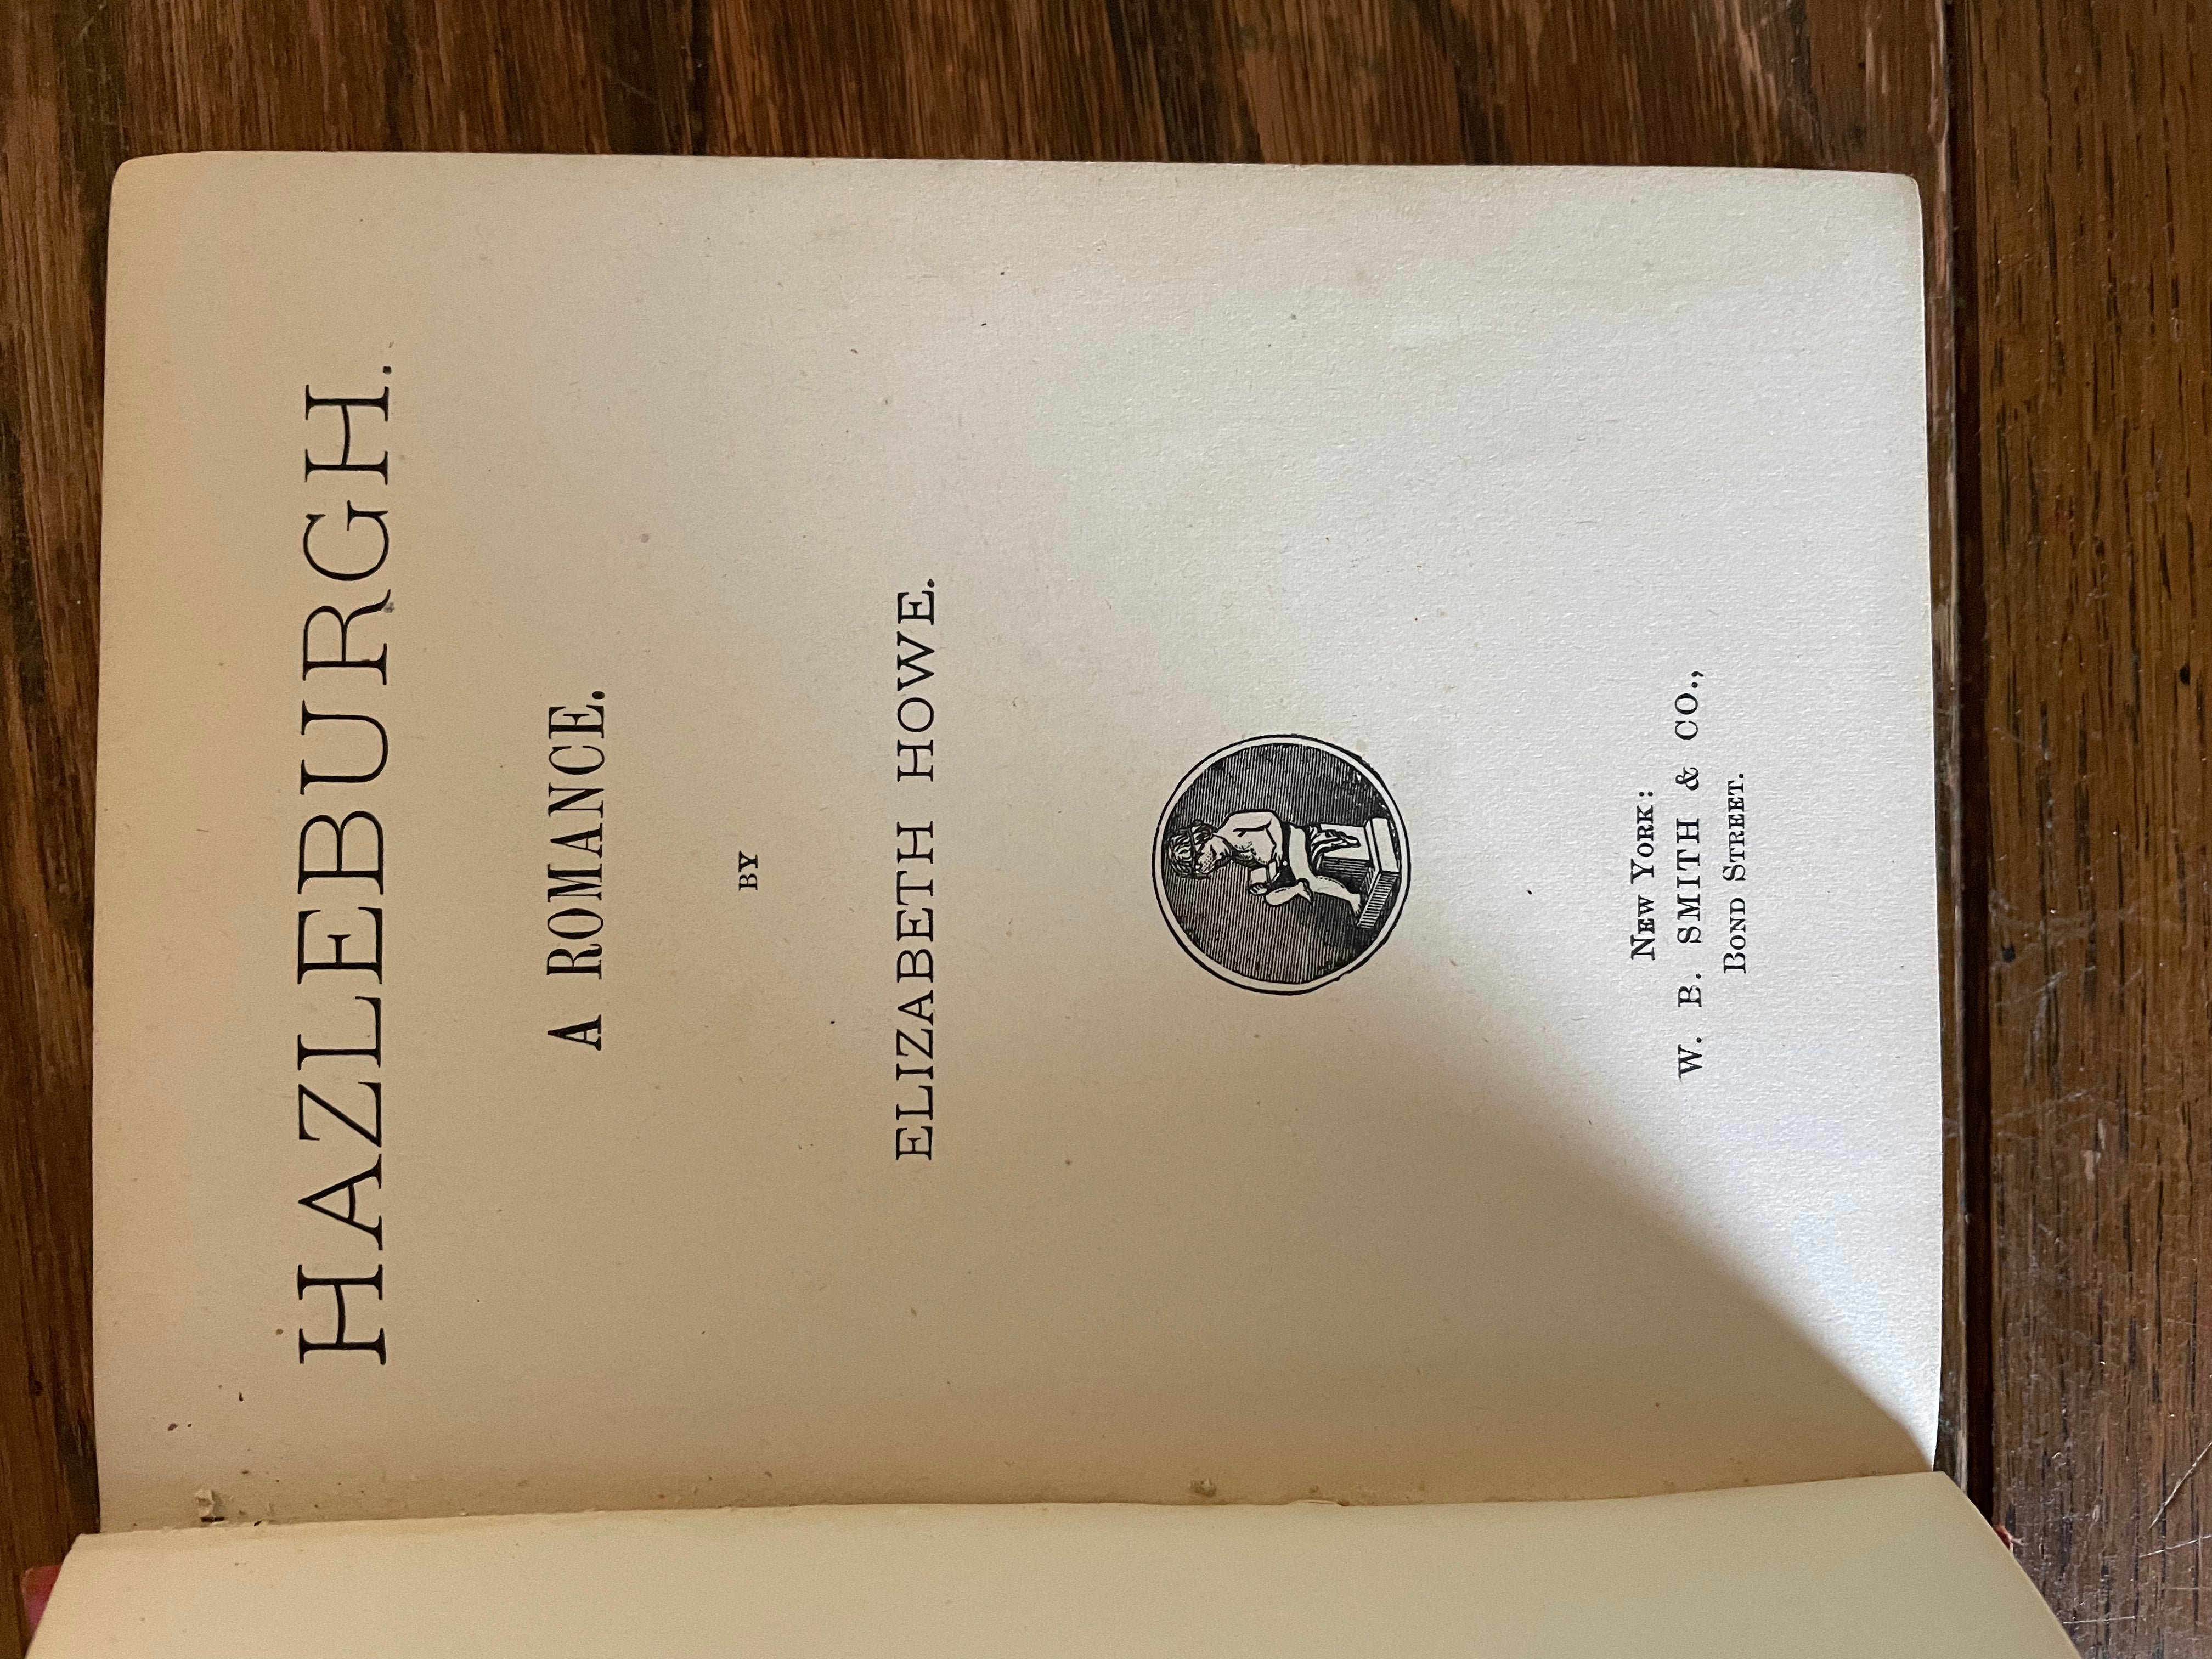 HAZLEBURGH.
A ROMANCE.
BY
ELIZABETH HOWE.
NEW YORK:
W. B. SMITH & CO.,
BOND STREET.